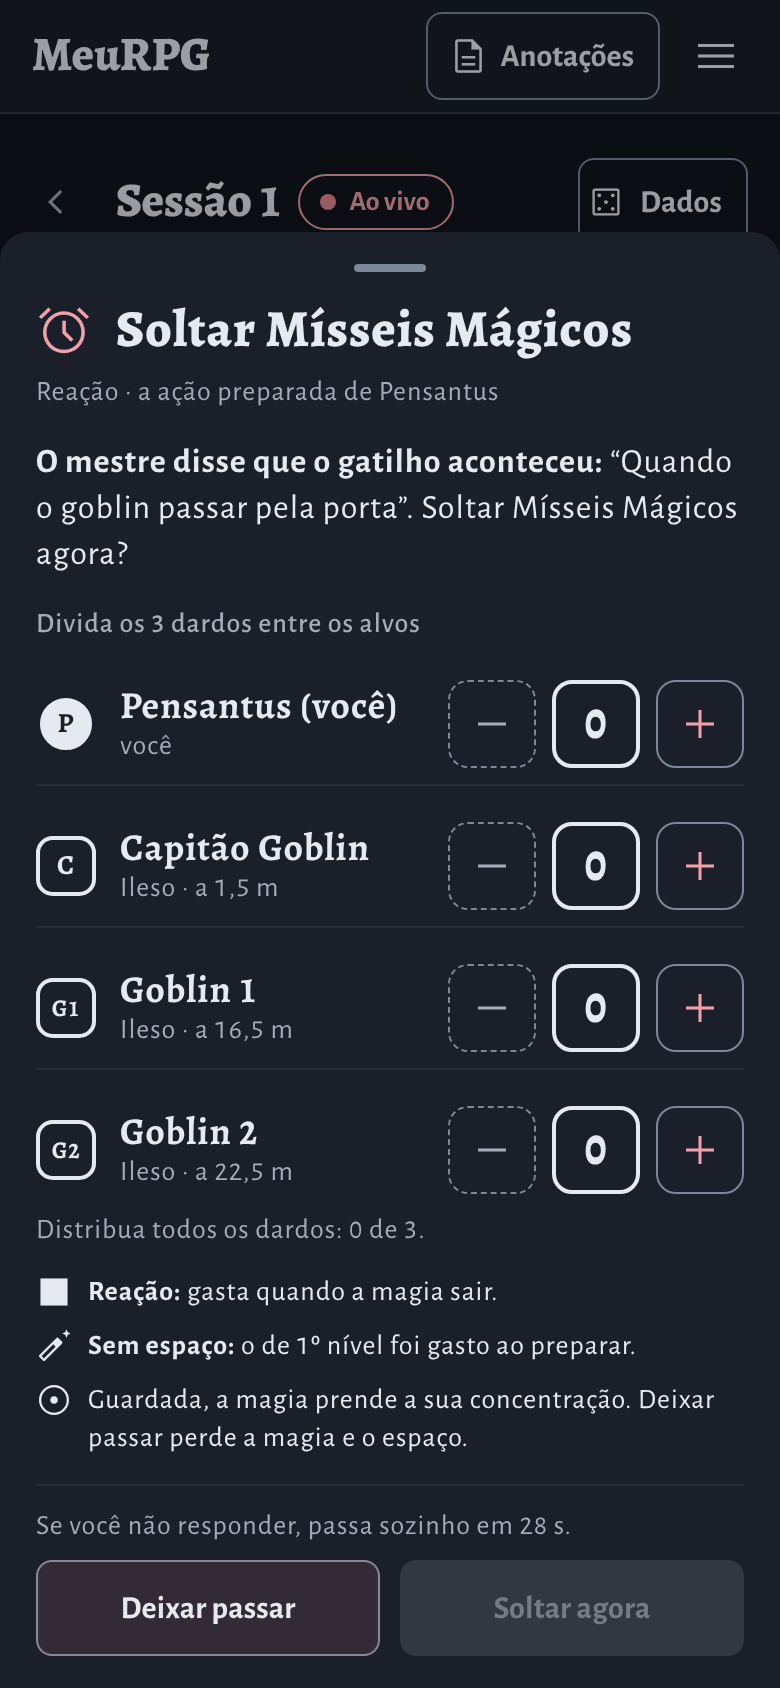 MeuRPG
Anotações
Sessão 1
Ao vivo
Dados
Soltar Mísseis Mágicos
Reação · a ação preparada de Pensantus
O mestre disse que o gatilho aconteceu: “Quando
o goblin passar pela porta”. Soltar Mísseis Mágicos
agora?
Divida os 3 dardos entre os alvos
P
Pensantus (você)
você
0
C
Capitão Goblin
Ileso · a 1,5 m
0
G1
Goblin 1
Ileso · a 16,5 m
0
G2
Goblin 2
Ileso · a 22,5 m
0
Distribua todos os dardos: 0 de 3.
Reação: gasta quando a magia sair.
Sem espaço: o de 1º nível foi gasto ao preparar.
Guardada, a magia prende a sua concentração. Deixar
passar perde a magia e o espaço.
Se você não responder, passa sozinho em 28 s.
Deixar passar
Soltar agora